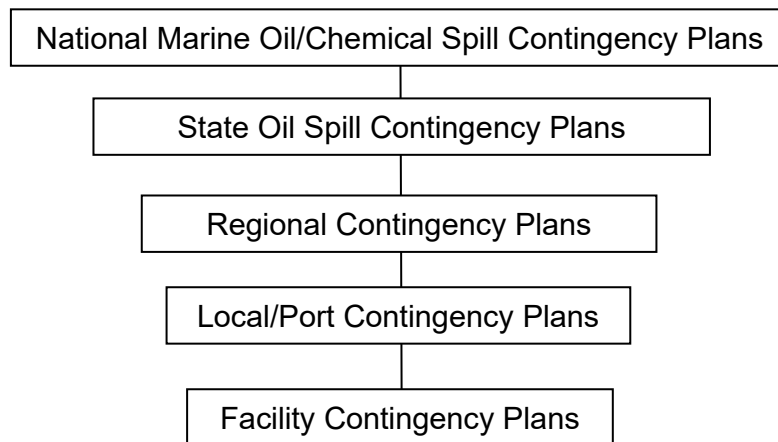 National Marine Oil/Chemical Spill Contingency Plans
State Oil Spill Contingency Plans
Regional Contingency Plans
Local/Port Contingency Plans
Facility Contingency Plans